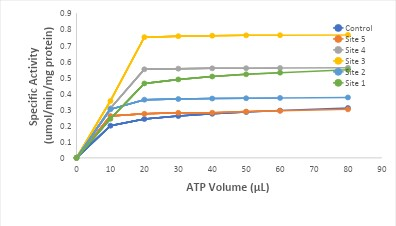 Specific Activity
(umol/min/mg protein)
0.9
0.8
0.7
0.6
0.5
0.4
0.3
0.2
0.1
0
0 10 20 30 40 50 60 70 80 90
ATP Volume (µL)
Control
Site 5
Site 4
Site 3
Site 2
Site 1